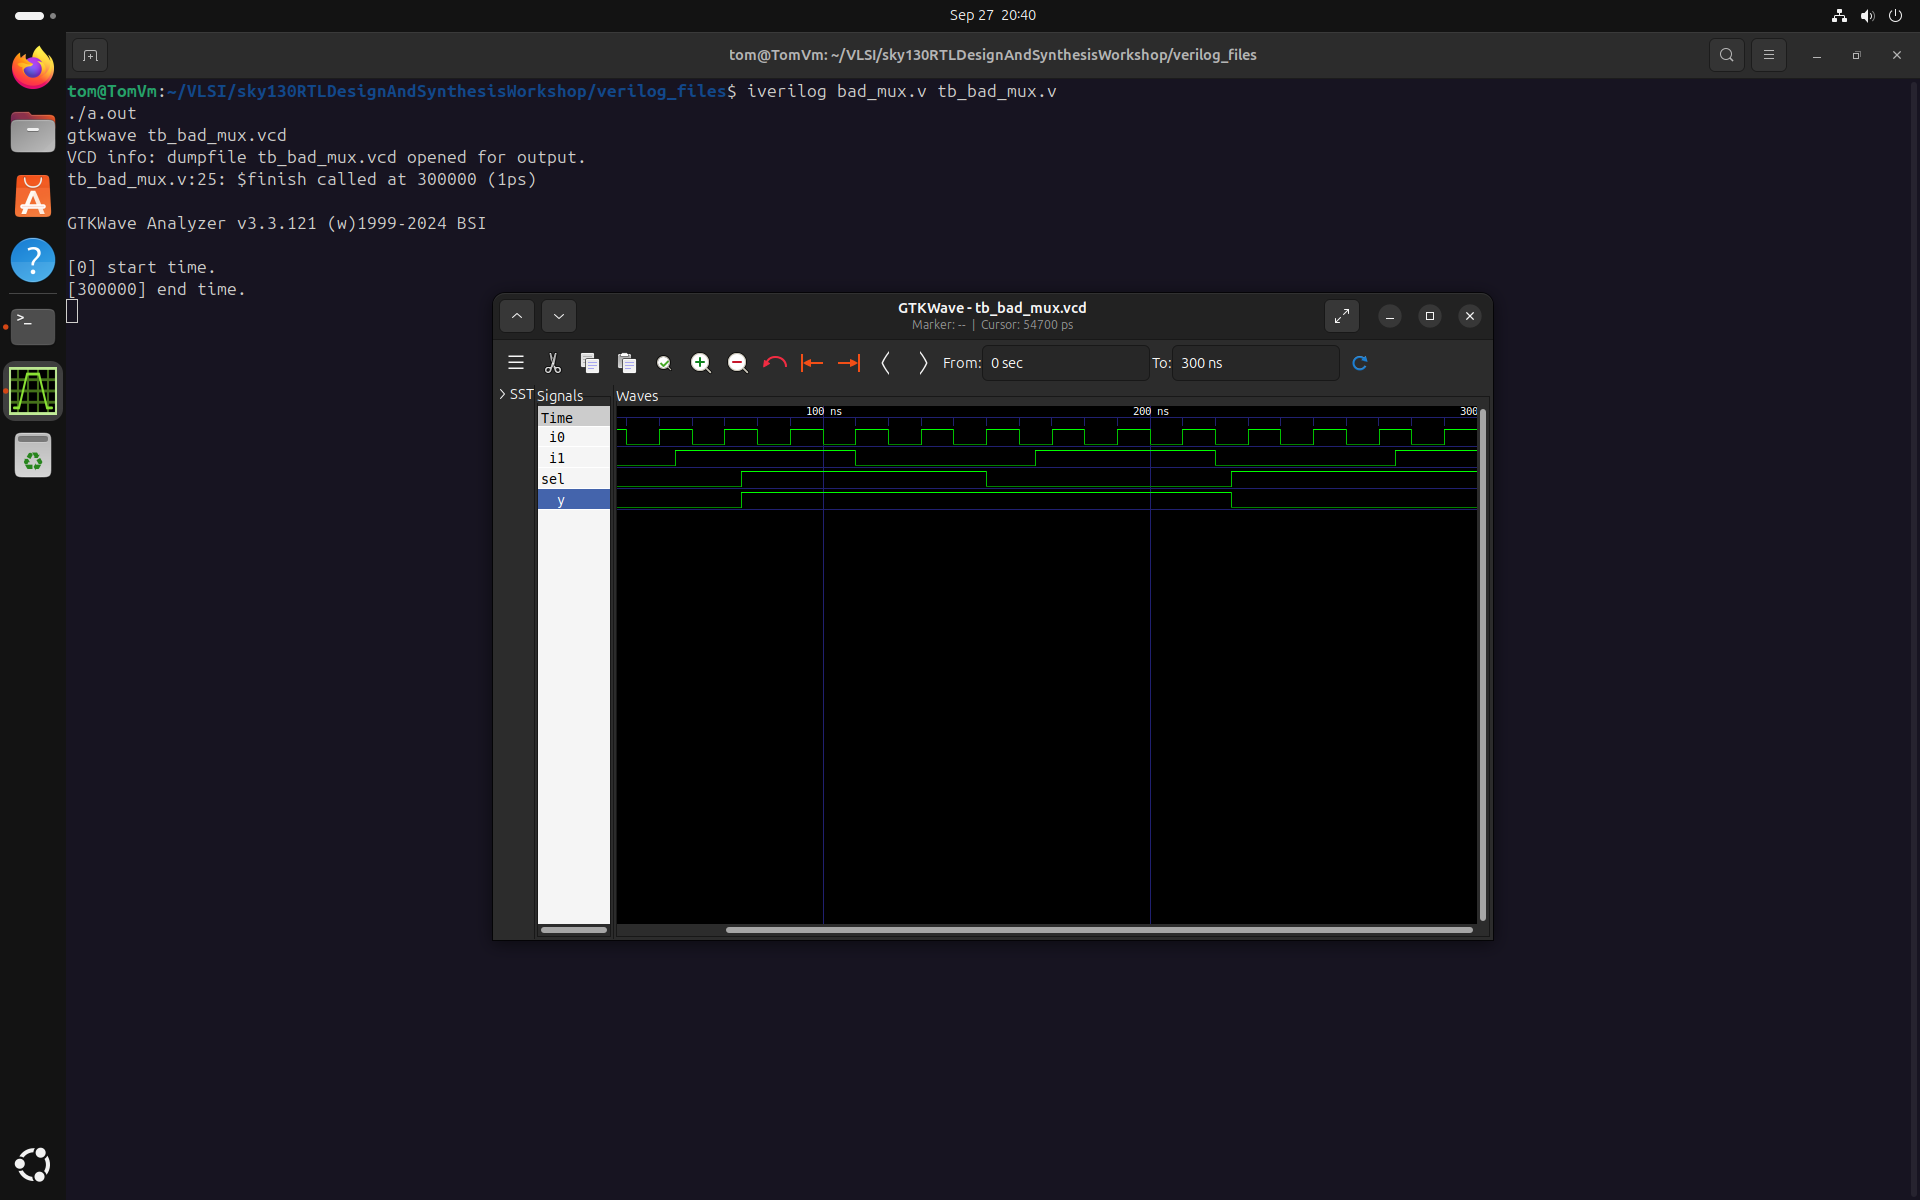 Sep 27 20:40
tom@TomVm: ~/VLSI/sky130RTLDesignAndSynthesisWorkshop/verilog_files
tom@TomVm:~/VLSI/sky130RTLDesignAndSynthesisWorkshop/verilog_files$ iverilog bad_mux.v tb_bad_mux.v
./a.out
gtkwave tb_bad_mux.vcd
VCD info: dumpfile tb_bad_mux.vcd opened for output.
tb_bad_mux.v:25: $finish called at 300000 (1ps)
GTKWave Analyzer v3.3.121 (w)1999-2024 BSI
[0] start time.
[300000] end time.
GTKWave - tb_bad_mux.vcd
Marker: -- | Cursor: 54700 ps
From: 0 sec To: 300 ns
SST Signals Waves
Time 100 ns 200 ns 300
i0
i1
sel
y